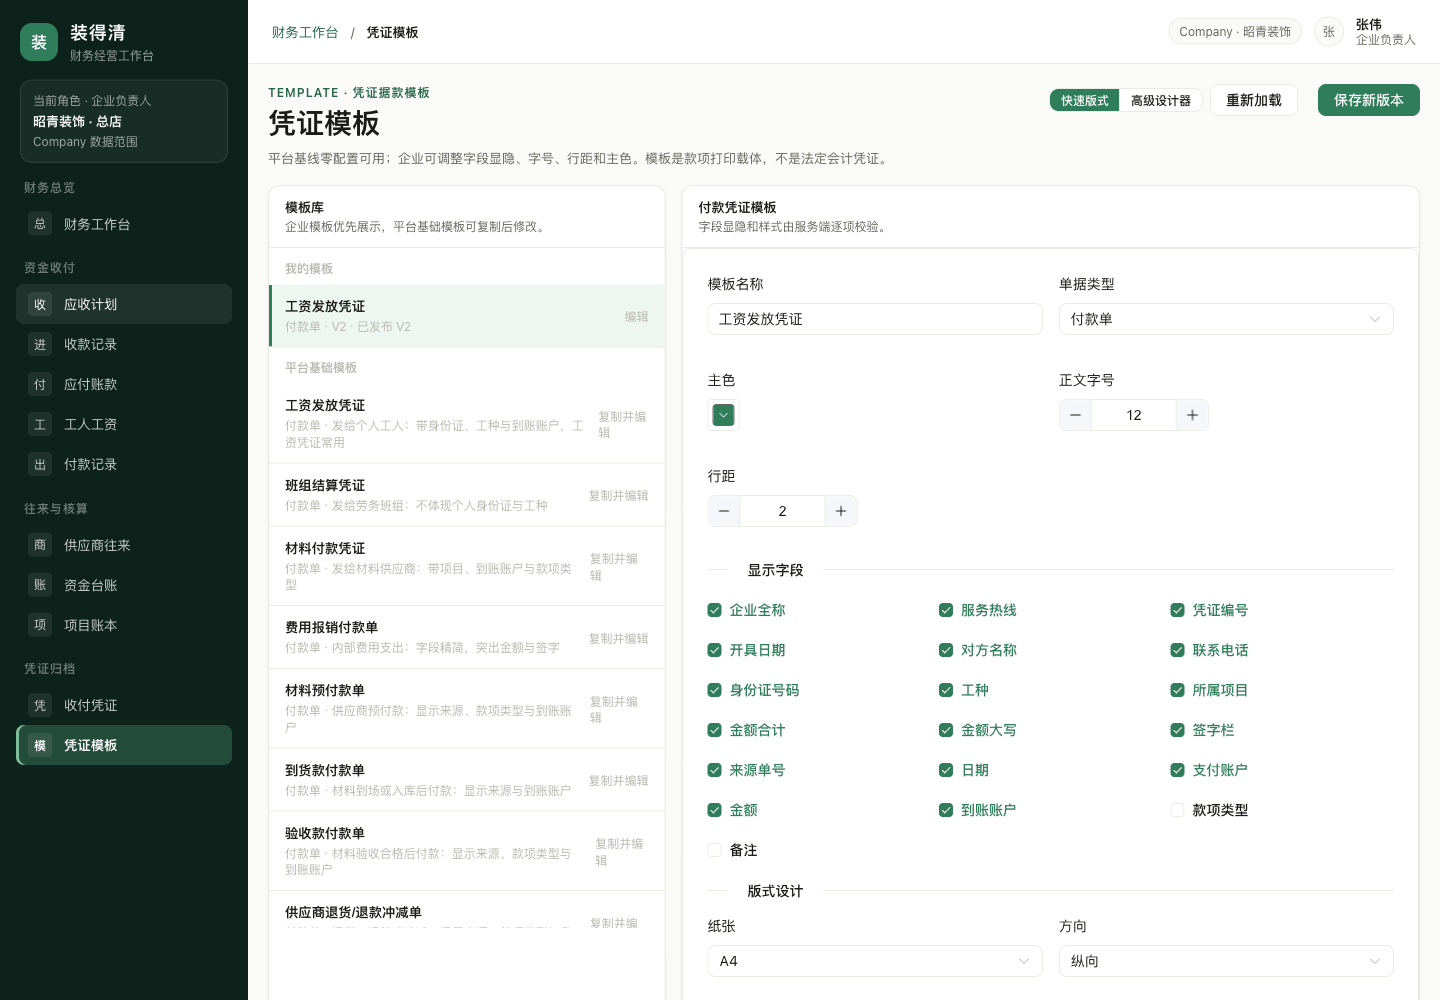 装
装得清
财务经营工作台
当前角色 · 企业负责人
昭青装饰 · 总店
Company 数据范围
财务总览
总 财务工作台
资金收付
收 应收计划
进 收款记录
付 应付账款
工 工人工资
出 付款记录
往来与核算
商 供应商往来
账 资金台账
项 项目账本
凭证归档
凭 收付凭证
模 凭证模板
财务工作台 / 凭证模板
Company · 昭青装饰
张
张伟
企业负责人
TEMPLATE · 凭证据款模板
凭证模板
平台基线零配置可用；企业可调整字段显隐、字号、行距和主色。模板是款项打印载体，不是法定会计凭证。
快速版式 高级设计器 重新加载 保存新版本
模板库
企业模板优先展示，平台基础模板可复制后修改。
我的模板
工资发放凭证
付款单 · V2 · 已发布 V2
编辑
平台基础模板
工资发放凭证
付款单 · 发给个人工人：带身份证、工种与到账账户，工
资凭证常用
复制并编
辑
班组结算凭证
付款单 · 发给劳务班组：不体现个人身份证与工种
复制并编辑
材料付款凭证
付款单 · 发给材料供应商：带项目、到账账户与款项类
型
复制并编
辑
费用报销付款单
付款单 · 内部费用支出：字段精简，突出金额与签字
复制并编辑
材料预付款单
付款单 · 供应商预付款：显示来源、款项类型与到账账
户
复制并编
辑
到货款付款单
付款单 · 材料到场或入库后付款：显示来源与到账账户
复制并编辑
验收款付款单
付款单 · 材料验收合格后付款：显示来源、款项类型与
到账账户
复制并编
辑
供应商退货/退款冲减单
复制并编
付款凭证模板
字段显隐和样式由服务端逐项校验。
模板名称
工资发放凭证
单据类型
付款单
主色
正文字号
12
行距
2
显示字段
企业全称 服务热线 凭证编号
开具日期 对方名称 联系电话
身份证号码 工种 所属项目
金额合计 金额大写 签字栏
来源单号 日期 支付账户
金额 到账账户 款项类型
备注
版式设计
纸张
A4
方向
纵向